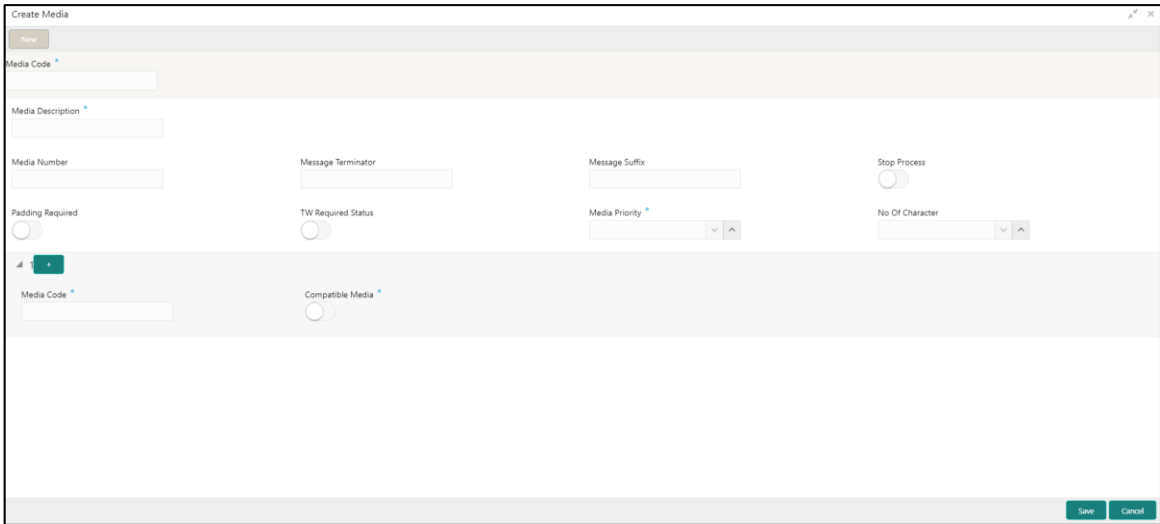 Create Media
New
Media Code *
Media Description *
Media Number Message Terminator Message Suffix Stop Process
Padding Required TW Required Status Media Priority * No Of Character
1 +
Media Code * Compatible Media *
Save Cancel